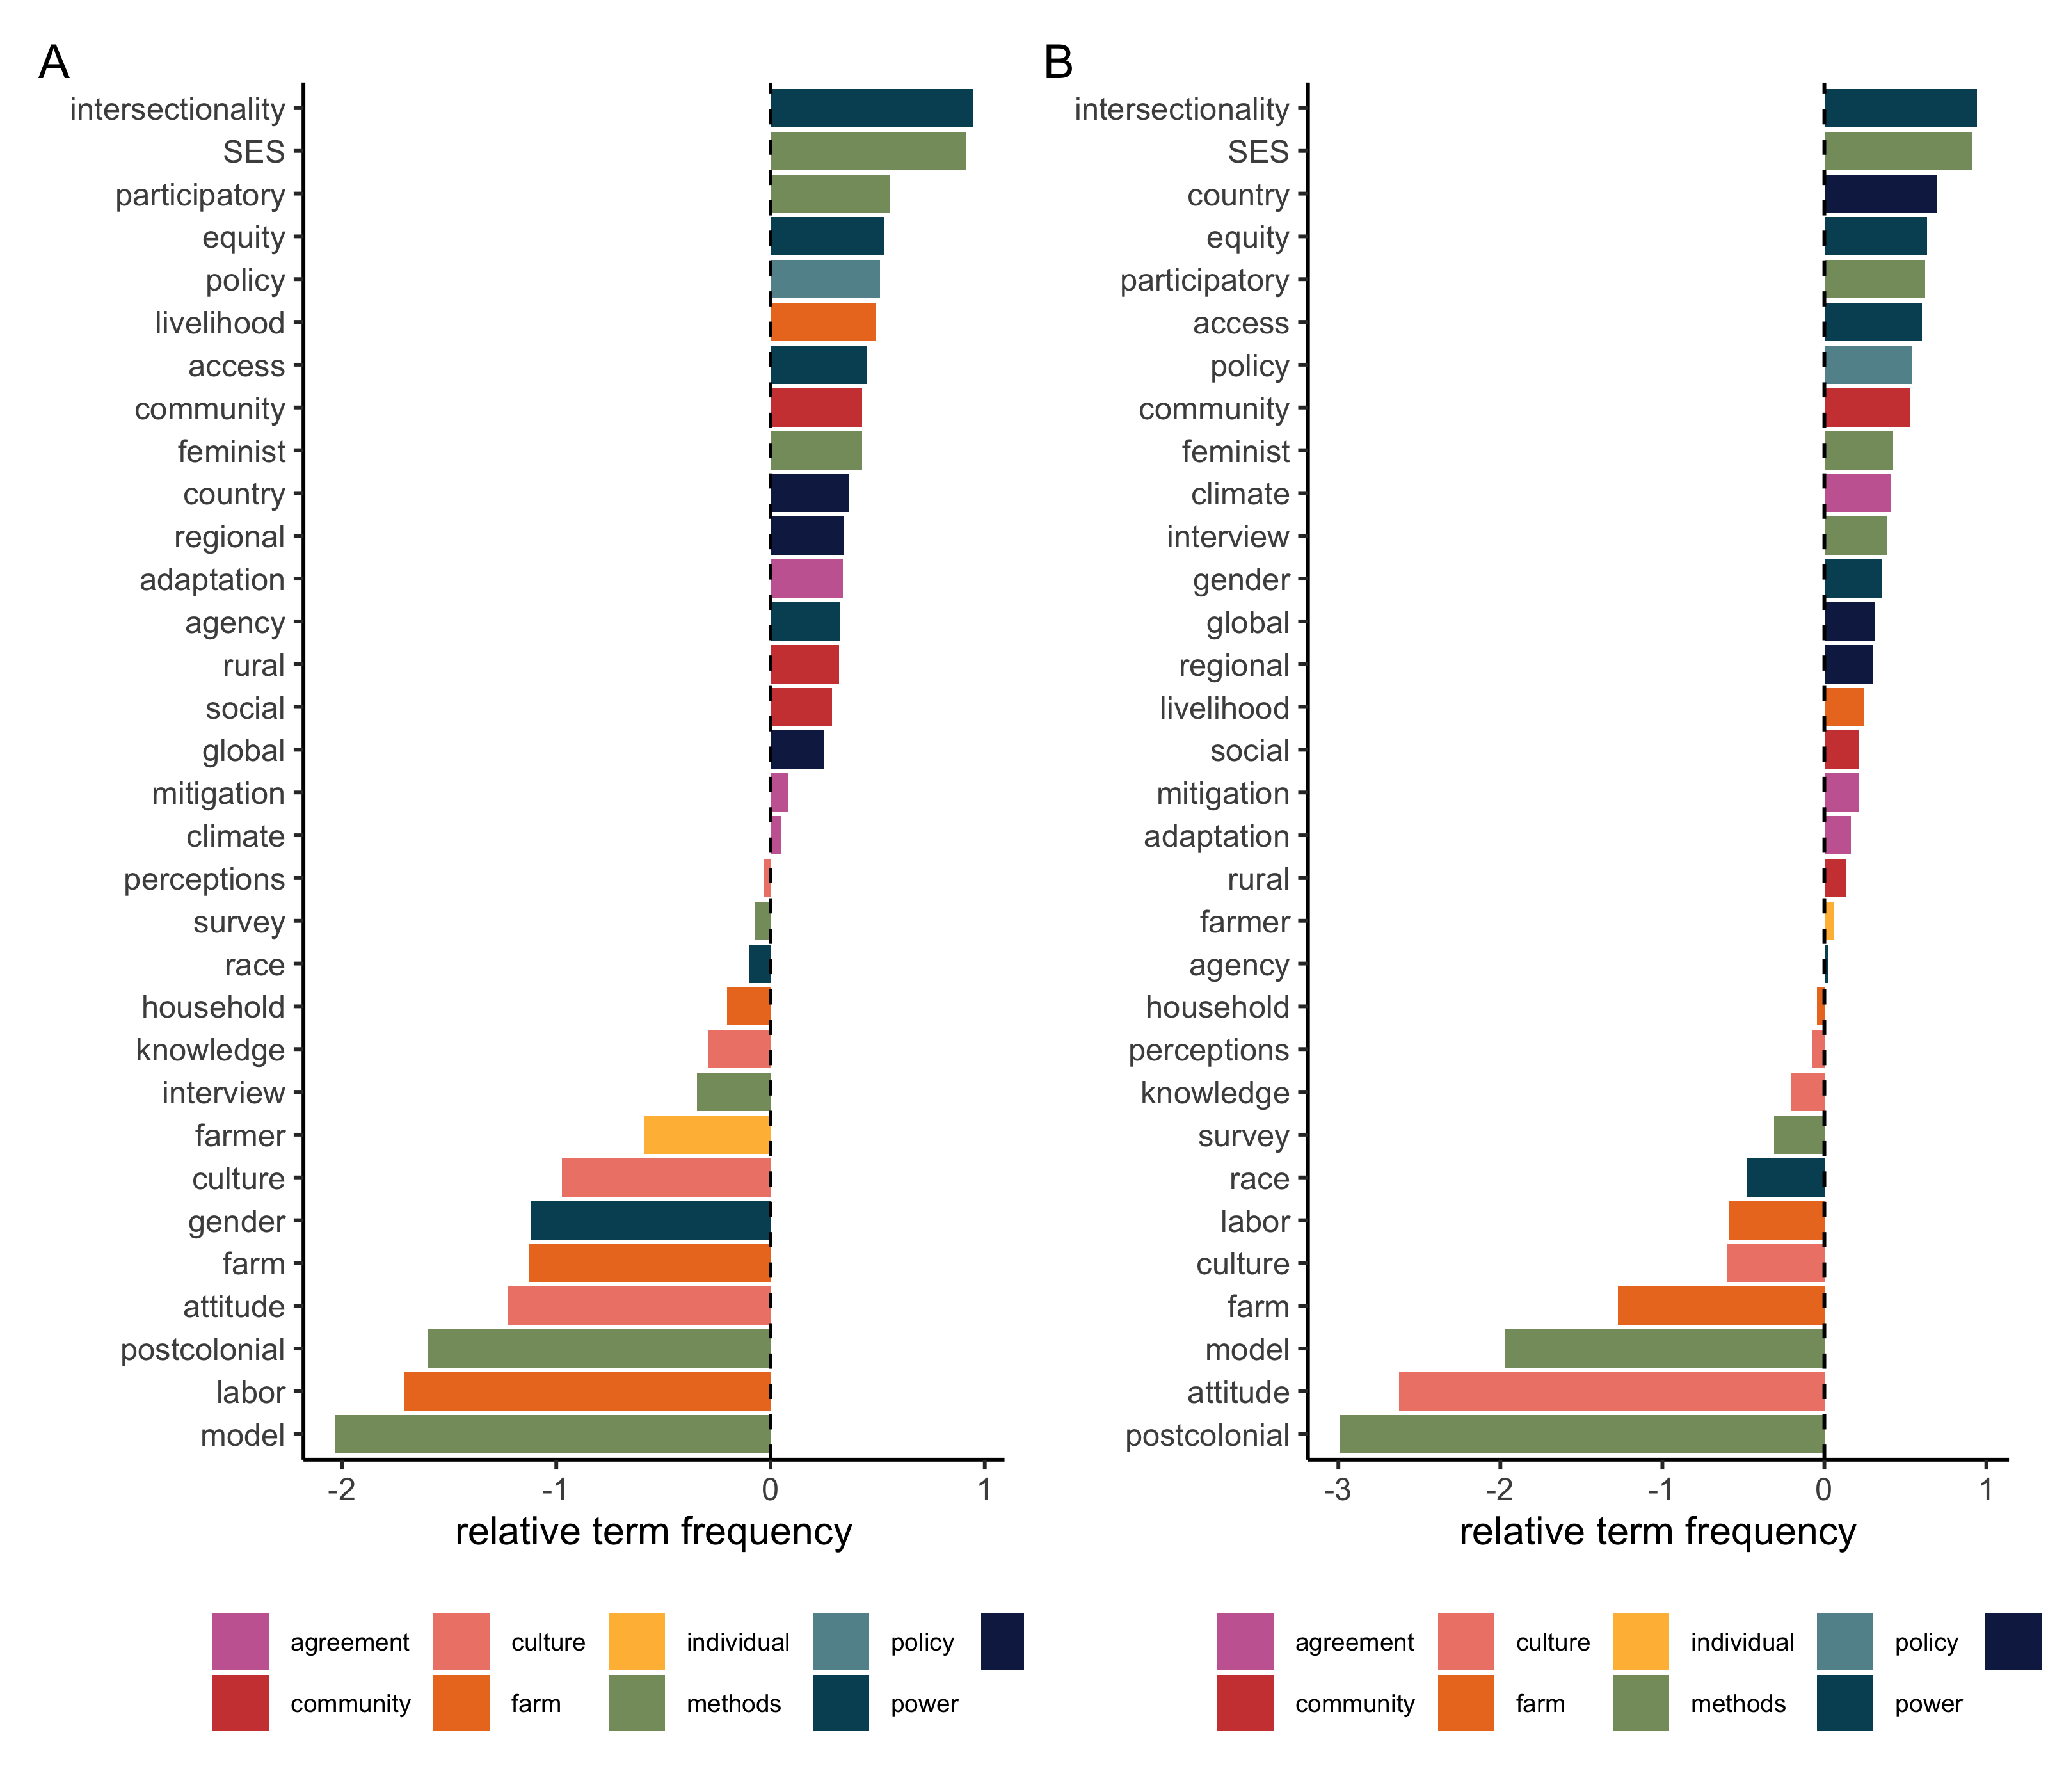 A
intersectionality
SES
participatory
equity
policy
livelihood
access
community
feminist
country
regional
adaptation
agency
rural
social
global
mitigation
climate
perceptions
survey
race
household
knowledge
interview
farmer
culture
gender
farm
attitude
postcolonial
labor
model
-2 -1 0 1
relative term frequency
agreement culture individual policy
community farm methods power
B
intersectionality
SES
country
equity
participatory
access
policy
community
feminist
climate
interview
gender
global
regional
livelihood
social
mitigation
adaptation
rural
farmer
agency
household
perceptions
knowledge
survey
race
labor
culture
farm
model
attitude
postcolonial
-3 -2 -1 0 1
relative term frequency
agreement culture individual policy
community farm methods power